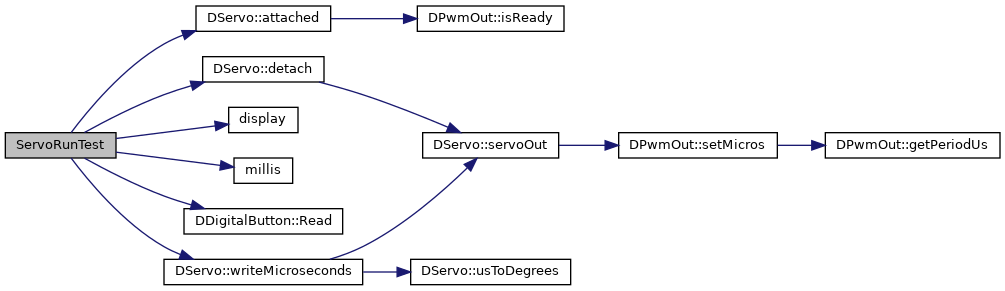 DServo::attached
DPwmOut::isReady
DServo::detach
display
ServoRunTest
DServo::servoOut
DPwmOut::setMicros
DPwmOut::getPeriodUs
millis
DDigitalButton::Read
DServo::writeMicroseconds
DServo::usToDegrees